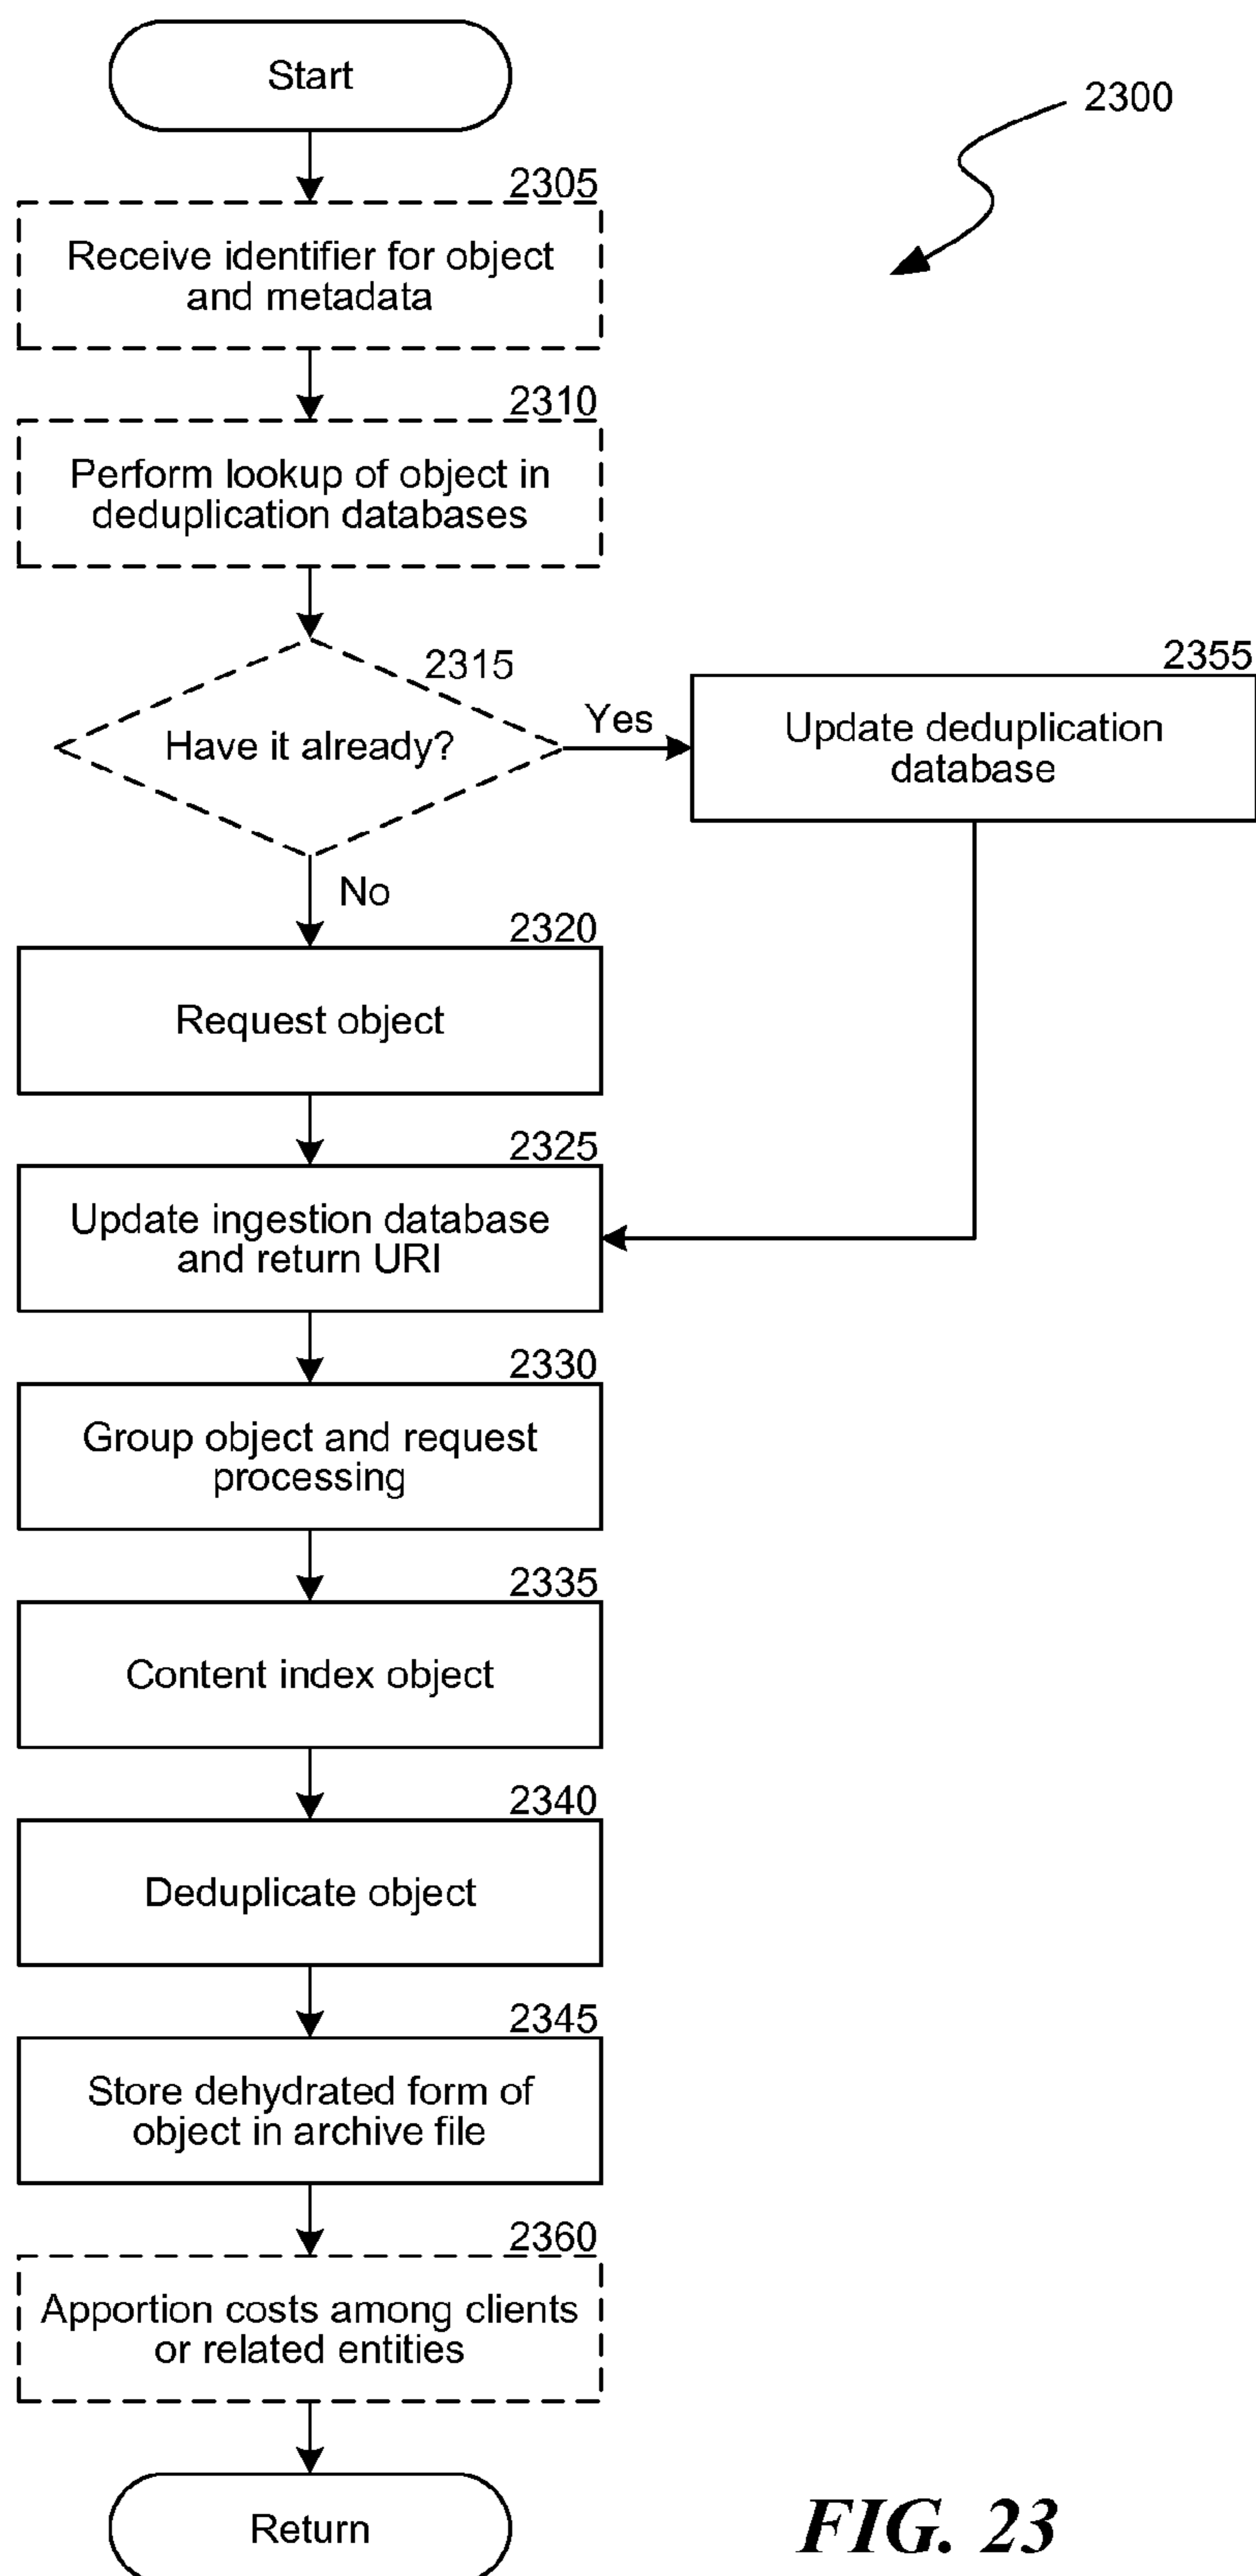 Start
2300
2305
Receive identifier for object
and metadata
2310
Perform lookup of object in
deduplication databases
2315
Have it already?
Yes
2355
Update deduplication
database
No
2320
Request object
2325
Update ingestion database
and return URI
2330
Group object and request
processing
2335
Content index object
2340
Deduplicate object
2345
Store dehydrated form of
object in archive file
2360
Apportion costs among clients
or related entities
Return
FIG. 23